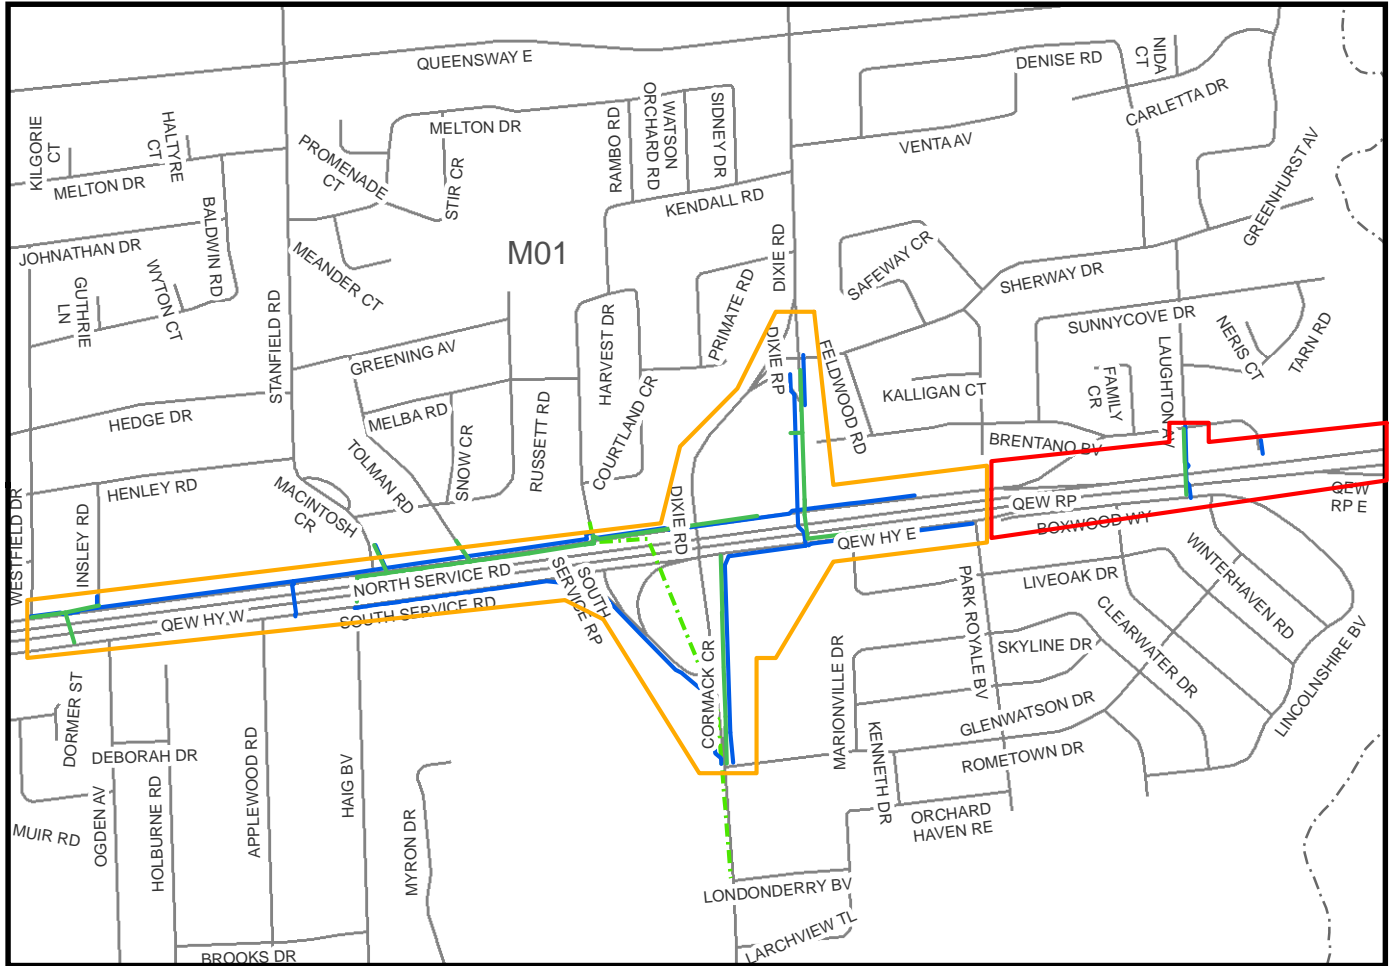 QUEENSWAY E
DENISE RD
NIDA
CT
CARLETTA DR
MELTON DR
ORCHARD RD
WATSON
SIDNEY DR
RAMBO RD
KILGORIE
CT
HALTYRE
CT
PROMENADE
CT
STIR CR
VENTA AV
GREENHURST AV
MELTON DR
BALDWIN RD
KENDALL RD
JOHNATHAN DR
M01
DIXIE RD
SAFEWAY CR
SHERWAY DR
MEANDER CT
WYTON CT
GUTHRIE
LN
STANFIELD RD
PRIMATE RD
HARVEST DR
SUNNYCOVE DR
NERIS CT
TARN RD
GREENING AV
DIXIE RP
FELDWOOD RD
LAUGHTON AV
FAMILY
CR
KALLIGAN CT
HEDGE DR
MELBA RD
COURTLAND CR
RUSSETT RD
SNOW CR
TOLMAN RD
BRENTANO BV
HENLEY RD
MACINTOSH
CR
DIXIE RD
QEW RP
QEW
RP E
BOXWOOD WY
INSLEY RD
WESTFIELD DR
QEW HY E
NORTH SERVICE RD
SOUTH
SERVICE RP
SOUTH SERVICE RD
QEW HY W
PARK ROYALE BV
LIVEOAK DR
WINTERHAVEN RD
CLEARWATER DR
SKYLINE DR
LINCOLNSHIRE BV
CORMACK CR
MARIONVILLE DR
GLENWATSON DR
DORMER ST
DEBORAH DR
ROMETOWN DR
KENNETH DR
ORCHARD
HAVEN RE
MUIR RD
OGDEN AV
HOLBURNE RD
APPLEWOOD RD
HAIG BV
MYRON DR
LONDONDERRY BV
LARCHVIEW TL
BROOKS DR